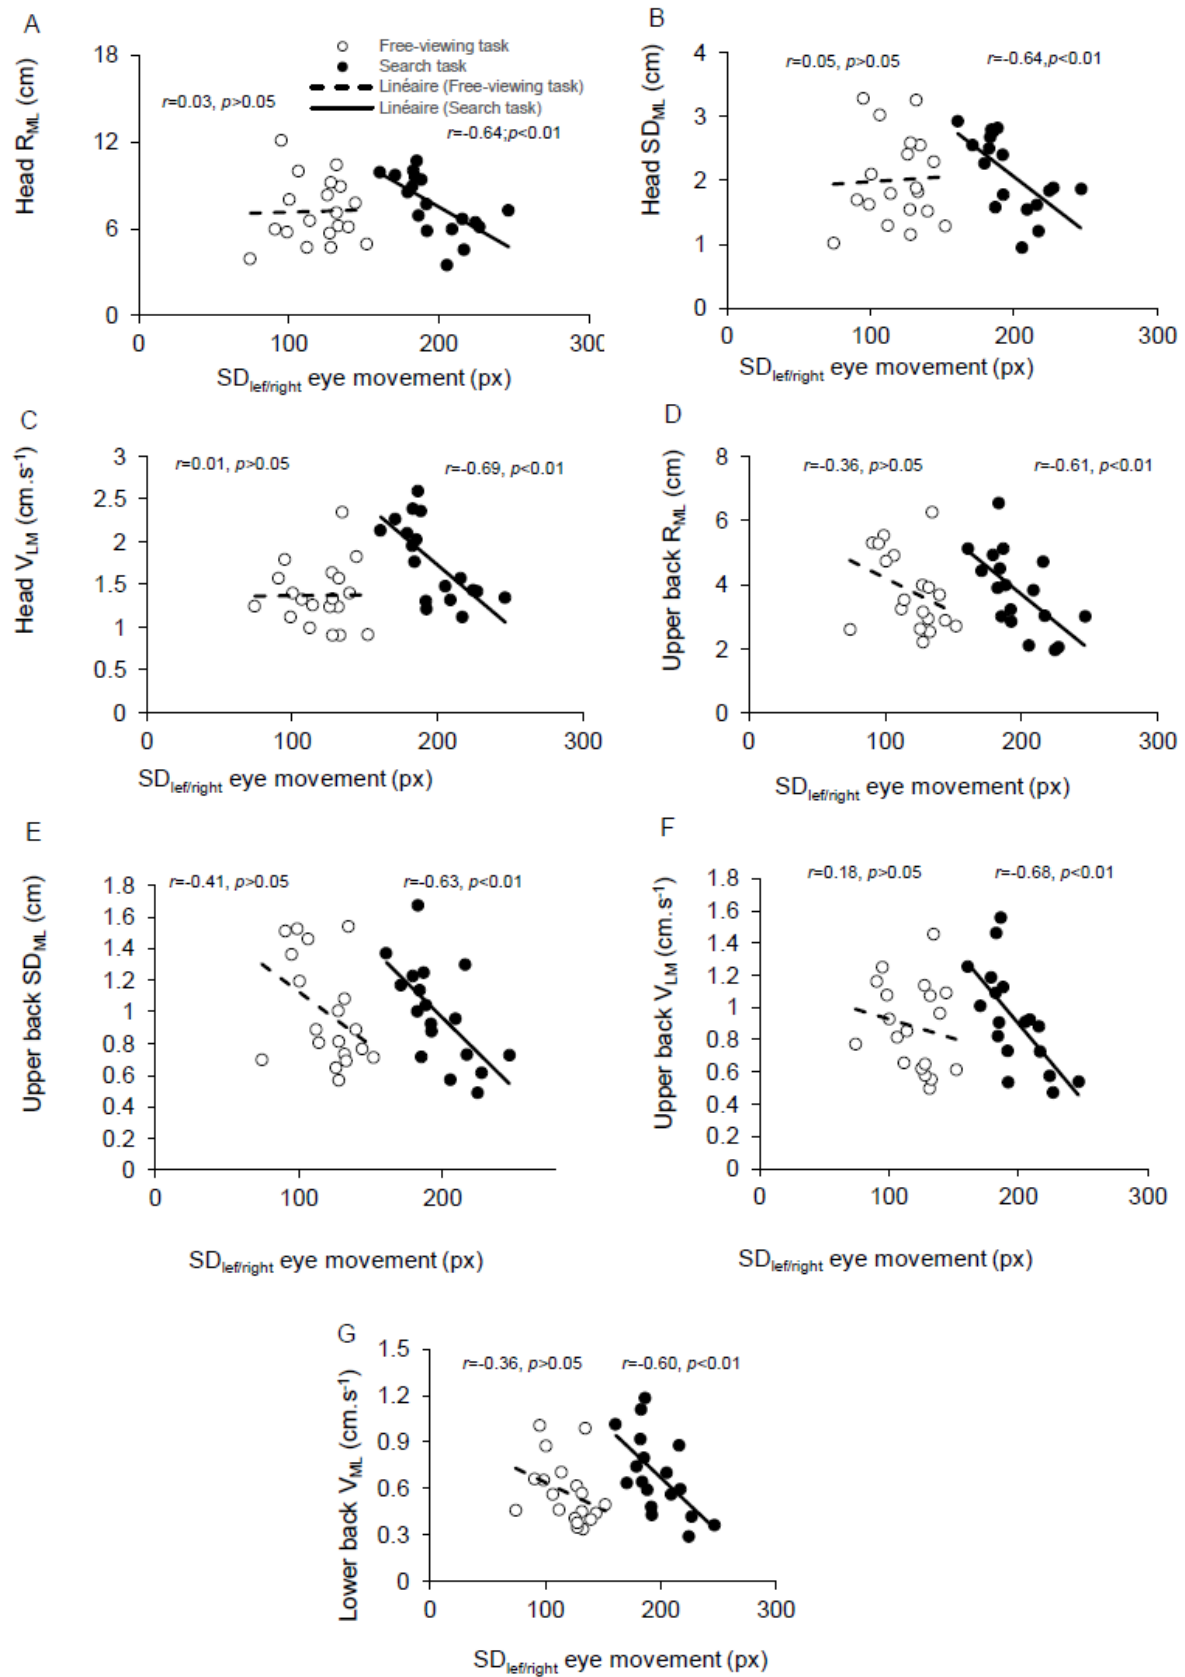 A
Head R_ML (cm)
18
12
6
0
Free-viewing task
Search task
Linéaire (Free-viewing task)
Linéaire (Search task)
r=0.03, p>0.05
r=-0.64;p<0.01
0 100 200 300
SD_lef/right eye movement (px)
B
Head SD_ML (cm)
4
3
2
1
0
r=0.05, p>0.05
r=-0.64,p<0.01
0 100 200 300
SD_lef/right eye movement (px)
C
Head V_LM (cm.s⁻¹)
3
2.5
2
1.5
1
0.5
0
r=0.01, p>0.05
r=-0.69, p<0.01
0 100 200 300
SD_lef/right eye movement (px)
D
Upper back R_ML (cm)
8
6
4
2
0
r=-0.36, p>0.05
r=-0.61, p<0.01
0 100 200 300
SD_lef/right eye movement (px)
E
Upper back SD_ML (cm)
1.8
1.6
1.4
1.2
1
0.8
0.6
0.4
0.2
0
r=-0.41, p>0.05
r=-0.63, p<0.01
0 100 200
SD_lef/right eye movement (px)
F
Upper back V_LM (cm.s⁻¹)
1.8
1.6
1.4
1.2
1
0.8
0.6
0.4
0.2
0
r=0.18, p>0.05
r=-0.68, p<0.01
0 100 200 300
SD_lef/right eye movement (px)
G
Lower back V_ML (cm.s⁻¹)
1.5
1.2
0.9
0.6
0.3
0
r=-0.36, p>0.05
r=-0.60, p<0.01
0 100 200 300
SD_lef/right eye movement (px)